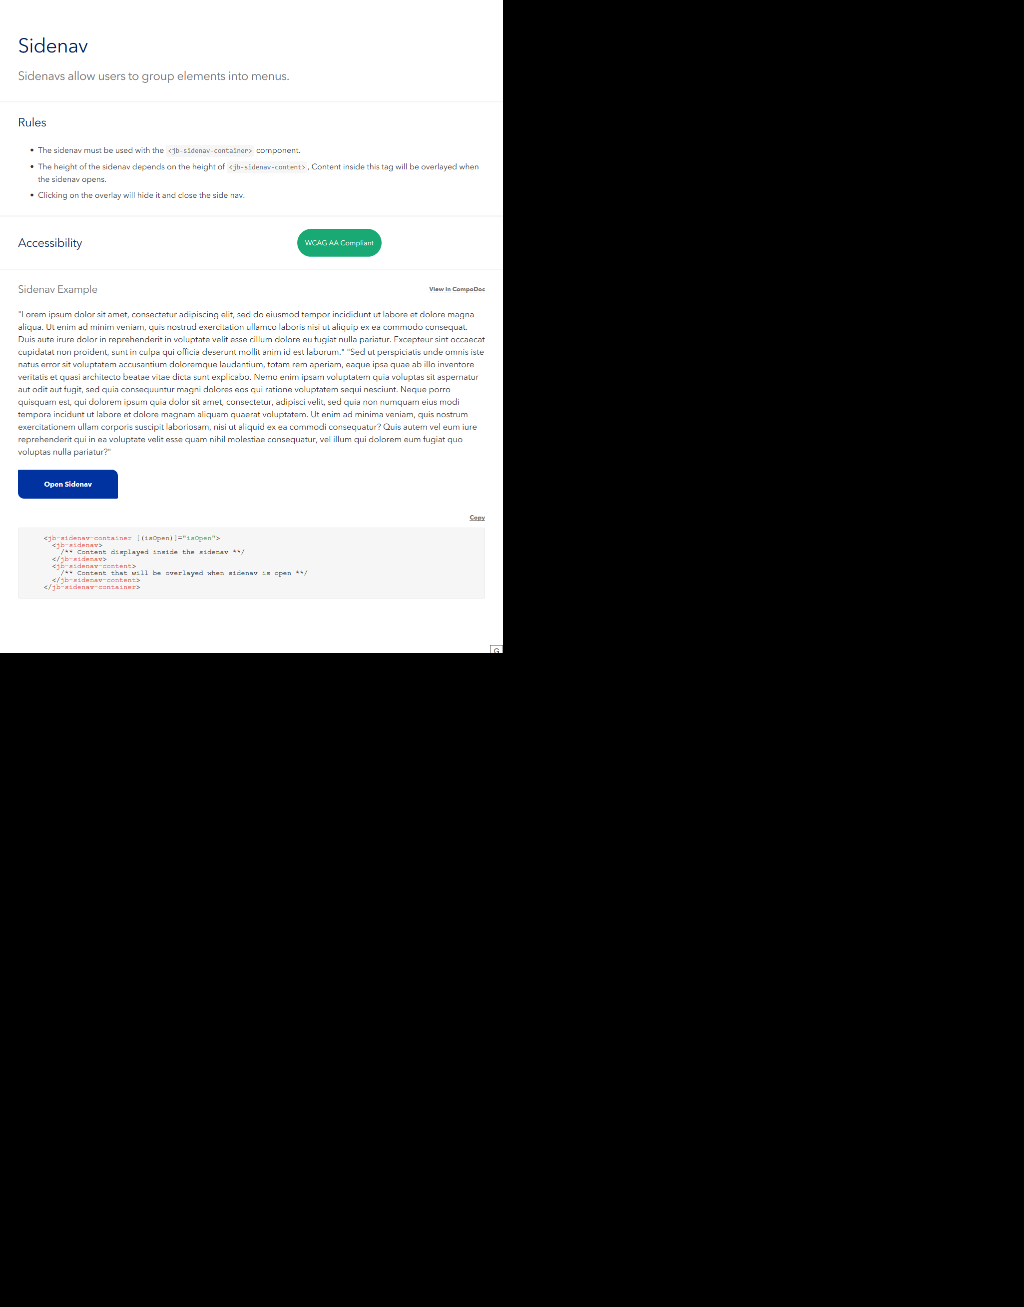 Sidenav
Sidenavs allow users to group elements into menus.
Rules
• The sidenav must be used with the <jb-sidenav-container> component.
• The height of the sidenav depends on the height of <jb-sidenav-content>. Content inside this tag will be overlayed when
the sidenav opens.
• Clicking on the overlay will hide it and close the side nav.
Accessibility
WCAG AA Compliant
Sidenav Example
View in CompoDoc
"Lorem ipsum dolor sit amet, consectetur adipiscing elit, sed do eiusmod tempor incididunt ut labore et dolore magna
aliqua. Ut enim ad minim veniam, quis nostrud exercitation ullamco laboris nisi ut aliquip ex ea commodo consequat.
Duis aute irure dolor in reprehenderit in voluptate velit esse cillum dolore eu fugiat nulla pariatur. Excepteur sint occaecat
cupidatat non proident, sunt in culpa qui officia deserunt mollit anim id est laborum." "Sed ut perspiciatis unde omnis iste
natus error sit voluptatem accusantium doloremque laudantium, totam rem aperiam, eaque ipsa quae ab illo inventore
veritatis et quasi architecto beatae vitae dicta sunt explicabo. Nemo enim ipsam voluptatem quia voluptas sit aspernatur
aut odit aut fugit, sed quia consequuntur magni dolores eos qui ratione voluptatem sequi nesciunt. Neque porro
quisquam est, qui dolorem ipsum quia dolor sit amet, consectetur, adipisci velit, sed quia non numquam eius modi
tempora incidunt ut labore et dolore magnam aliquam quaerat voluptatem. Ut enim ad minima veniam, quis nostrum
exercitationem ullam corporis suscipit laboriosam, nisi ut aliquid ex ea commodi consequatur? Quis autem vel eum iure
reprehenderit qui in ea voluptate velit esse quam nihil molestiae consequatur, vel illum qui dolorem eum fugiat quo
voluptas nulla pariatur?"
Open Sidenav
Copy
<jb-sidenav-container [(isOpen)]="isOpen">
<jb-sidenav>
/** Content displayed inside the sidenav **/
</jb-sidenav>
<jb-sidenav-content>
/** Content that will be overlayed when sidenav is open **/
</jb-sidenav-content>
</jb-sidenav-container>
G